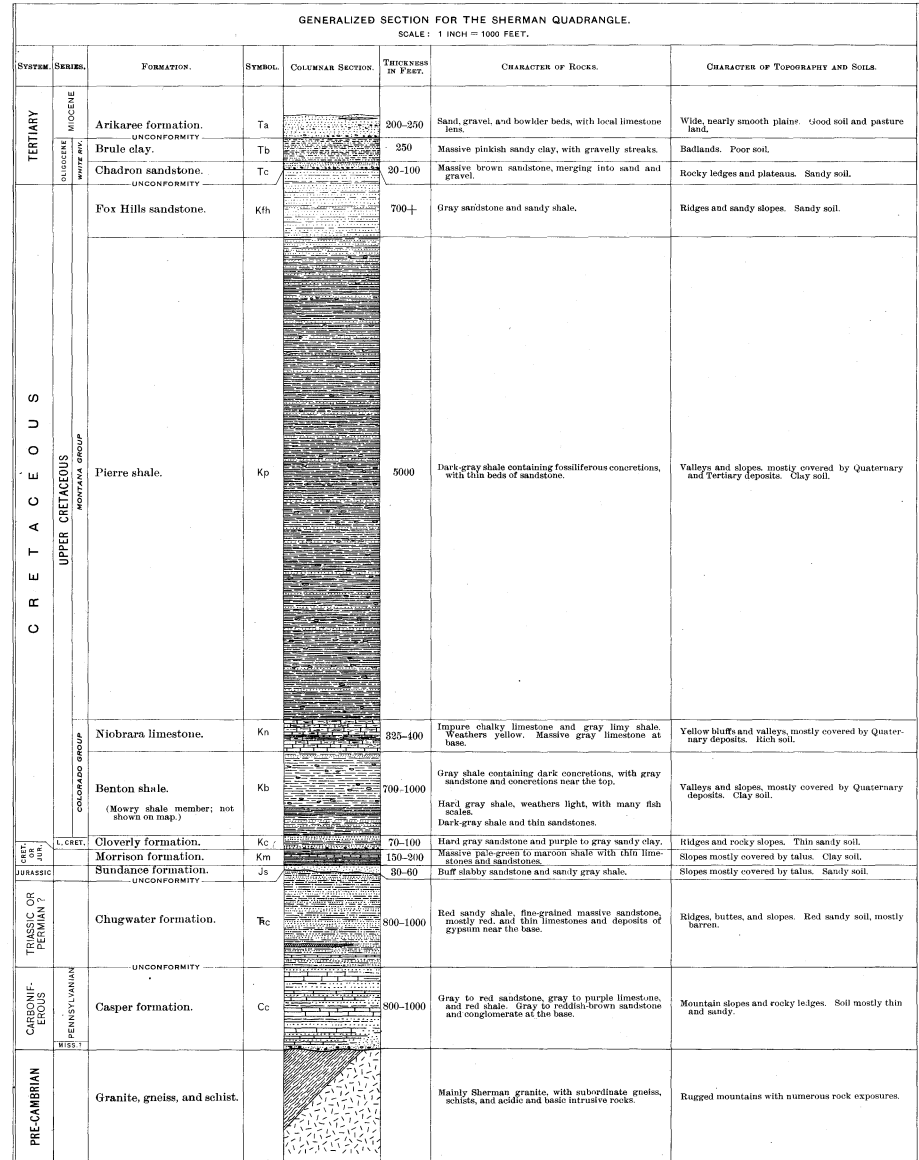 GENERALIZED SECTION FOR THE SHERMAN QUADRANGLE.
SCALE: 1 INCH = 1000 FEET.
SYSTEM. SERIES. FORMATION. SYMBOL. COLUMNAR SECTION. THICKNESS IN FEET. CHARACTER OF ROCKS. CHARACTER OF TOPOGRAPHY AND SOILS.
TERTIARY
MIOCENE
Arikaree formation. Ta 200–250
Sand, gravel, and bowlder beds, with local limestone
lens.
Wide, nearly smooth plains. Good soil and pasture
land.
UNCONFORMITY
OLIGOCENE
WHITE RIV.
Brule clay. Tb 250 Massive pinkish sandy clay, with gravelly streaks. Badlands. Poor soil.
Chadron sandstone. Tc 20–100
Massive brown sandstone, merging into sand and
gravel.
Rocky ledges and plateaus. Sandy soil.
UNCONFORMITY
CRETACEOUS
UPPER CRETACEOUS
MONTANA GROUP
Fox Hills sandstone. Kfh 700+ Gray sandstone and sandy shale. Ridges and sandy slopes. Sandy soil.
Pierre shale. Kp 5000
Dark-gray shale containing fossiliferous concretions,
with thin beds of sandstone.
Valleys and slopes, mostly covered by Quaternary
and Tertiary deposits. Clay soil.
COLORADO GROUP
Niobrara limestone. Kn 325–400
Impure chalky limestone and gray limy shale.
Weathers yellow. Massive gray limestone at
base.
Yellow bluffs and valleys, mostly covered by Quater-
nary deposits. Rich soil.
Benton shale. Kb 700–1000
(Mowry shale member; not
shown on map.)
Gray shale containing dark concretions, with gray
sandstone and concretions near the top.
Hard gray shale, weathers light, with many fish
scales.
Dark-gray shale and thin sandstones.
Valleys and slopes, mostly covered by Quaternary
deposits. Clay soil.
L. CRET.
Cloverly formation. Kc 70–100 Hard gray sandstone and purple to gray sandy clay. Ridges and rocky slopes. Thin sandy soil.
CRET. OR JUR.
Morrison formation. Km 150–200
Massive pale-green to maroon shale with thin lime-
stones and sandstones.
Slopes mostly covered by talus. Clay soil.
JURASSIC
Sundance formation. Js 30–60 Buff slabby sandstone and sandy gray shale. Slopes mostly covered by talus. Sandy soil.
UNCONFORMITY
TRIASSIC OR
PERMIAN ?
Chugwater formation. Ꞧc 800–1000
Red sandy shale, fine-grained massive sandstone,
mostly red, and thin limestones and deposits of
gypsum near the base.
Ridges, buttes, and slopes. Red sandy soil, mostly
barren.
UNCONFORMITY
CARBONIF-
EROUS
PENNSYLVANIAN
Casper formation. Cc 800–1000
Gray to red sandstone, gray to purple limestone,
and red shale. Gray to reddish-brown sandstone
and conglomerate at the base.
Mountain slopes and rocky ledges. Soil mostly thin
and sandy.
MISS.?
PRE-CAMBRIAN
Granite, gneiss, and schist.
Mainly Sherman granite, with subordinate gneiss,
schists, and acidic and basic intrusive rocks.
Rugged mountains with numerous rock exposures.